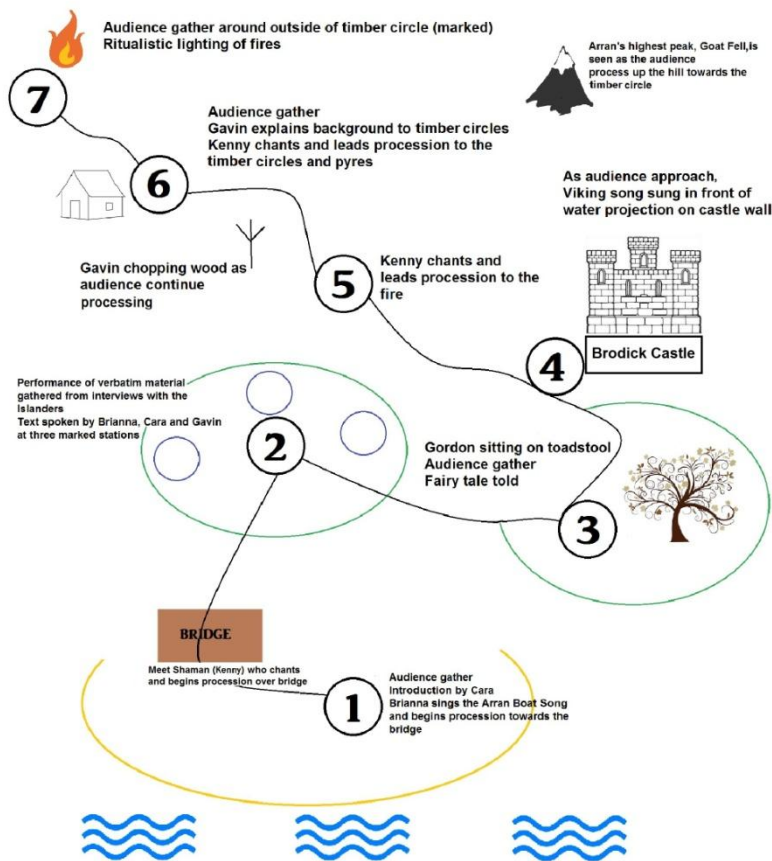 Audience gather around outside of timber circle (marked)
Ritualistic lighting of fires
Arran's highest peak, Goat Fell,is
seen as the audience
process up the hill towards the
timber circle
7
Audience gather
Gavin explains background to timber circles
Kenny chants and leads procession to the
timber circles and pyres
6
As audience approach,
Viking song sung in front of
water projection on castle wall
Gavin chopping wood as
audience continue
processing
5
Kenny chants and
leads procession to the
fire
4
Brodick Castle
Performance of verbatim material
gathered from interviews with the
Islanders
Text spoken by Brianna, Cara and Gavin
at three marked stations
2
Gordon sitting on toadstool
Audience gather
Fairy tale told
3
BRIDGE
Meet Shaman (Kenny) who chants
and begins procession over bridge
1
Audience gather
Introduction by Cara
Brianna sings the Arran Boat Song
and begins procession towards the
bridge